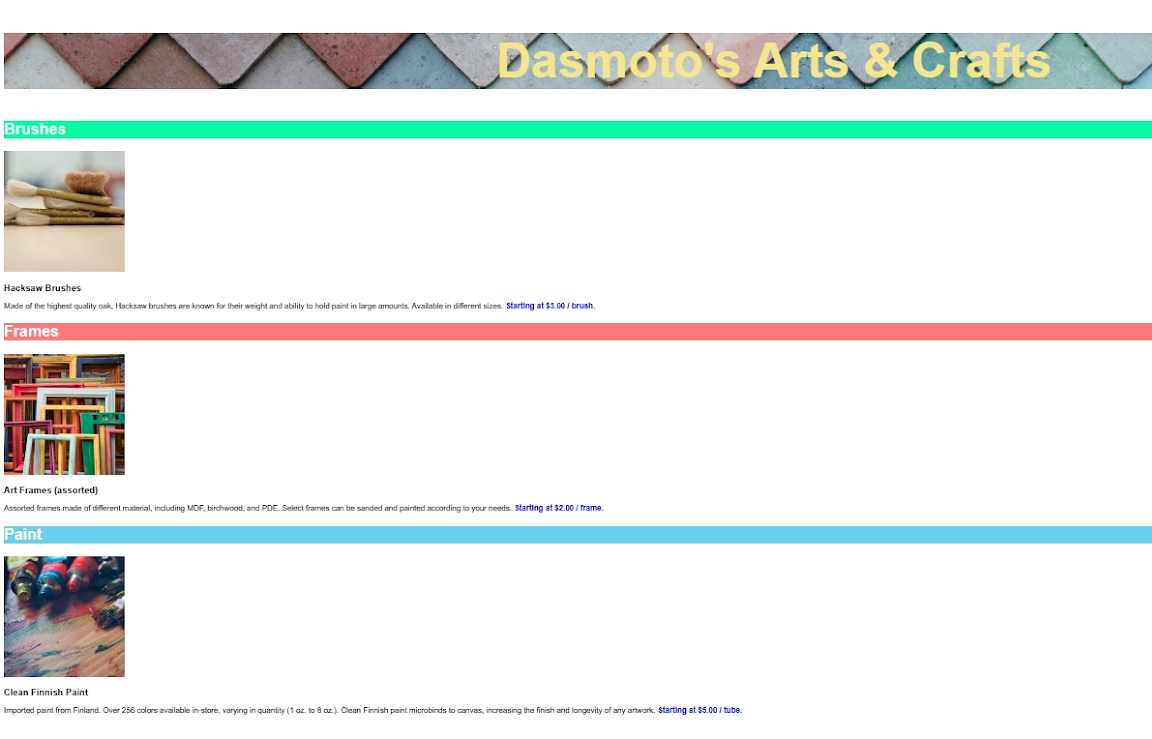 Dasmoto's Arts & Crafts
Brushes
Hacksaw Brushes
Made of the highest quality oak, Hacksaw brushes are known for their weight and ability to hold paint in large amounts. Available in different sizes. Starting at $3.00 / brush.
Frames
Art Frames (assorted)
Assorted frames made of different material, including MDF, birchwood, and PDE. Select frames can be sanded and painted according to your needs. Starting at $2.00 / frame.
Paint
Clean Finnish Paint
Imported paint from Finland. Over 256 colors available in-store, varying in quantity (1 oz. to 8 oz.). Clean Finnish paint microbinds to canvas, increasing the finish and longevity of any artwork. Starting at $5.00 / tube.